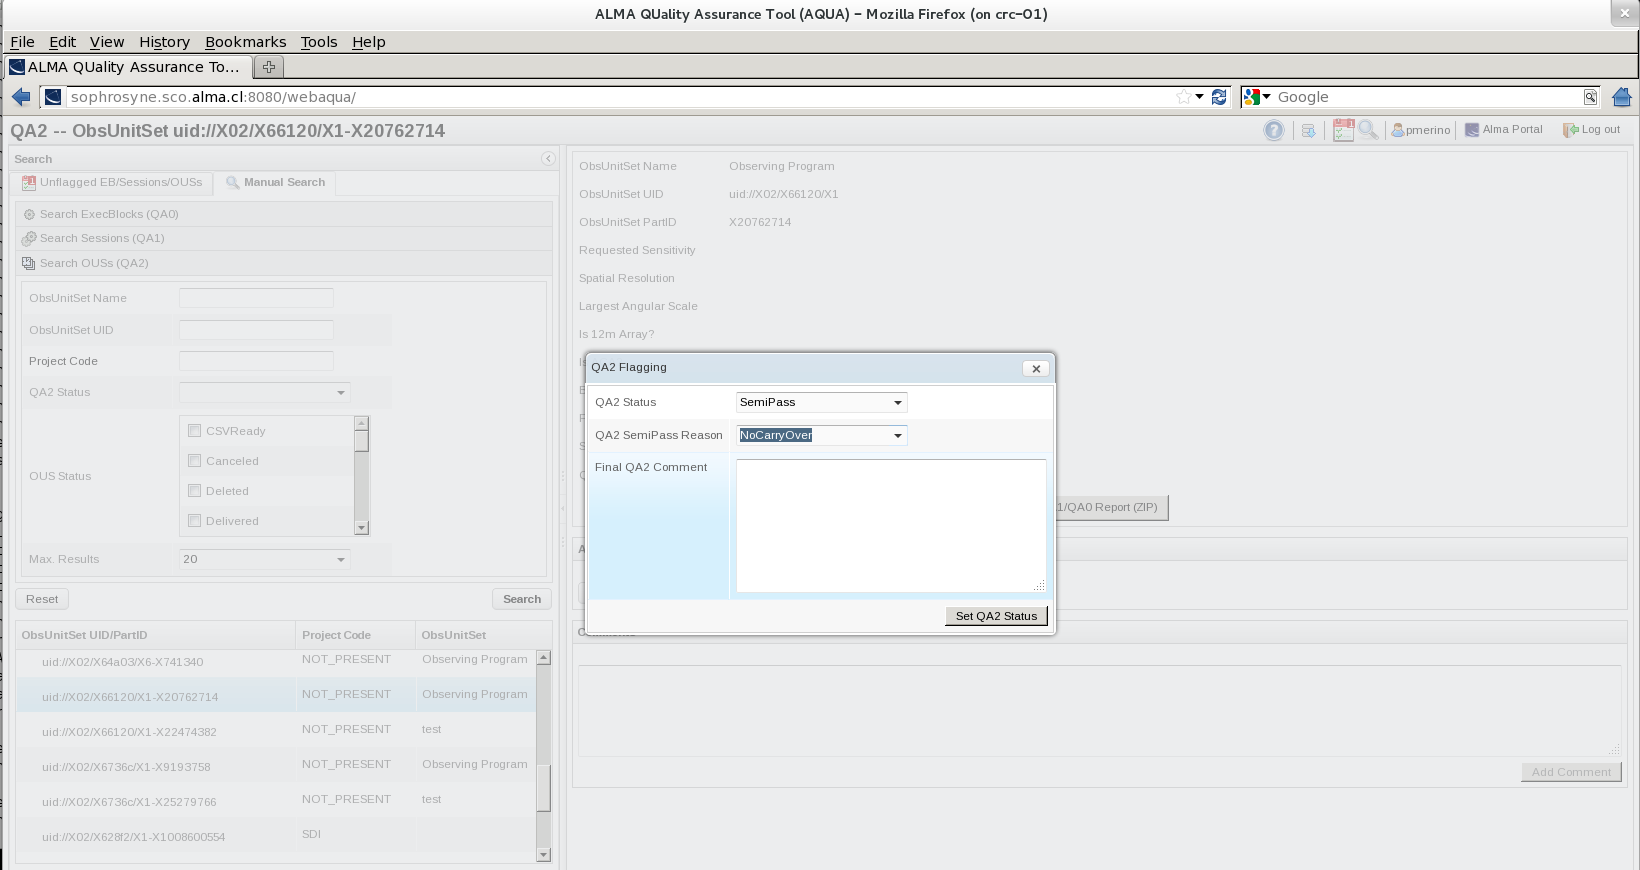 ALMA QUality Assurance Tool (AQUA) - Mozilla Firefox (on crc-01)
File Edit View History Bookmarks Tools Help
ALMA QUality Assurance To...
sophrosyne.sco.alma.cl:8080/webaqua/
Google
QA2 -- ObsUnitSet uid://X02/X66120/X1-X20762714
pmerino
Alma Portal
Log out
Search
Unflagged EB/Sessions/OUSs
Manual Search
Search ExecBlocks (QA0)
Search Sessions (QA1)
Search OUSs (QA2)
ObsUnitSet Name
ObsUnitSet UID
Project Code
QA2 Status
OUS Status
CSVReady
Canceled
Deleted
Delivered
Max. Results 20
Reset
Search
ObsUnitSet UID/PartID Project Code ObsUnitSet
uid://X02/X64a03/X6-X741340 NOT_PRESENT Observing Program
uid://X02/X66120/X1-X20762714 NOT_PRESENT Observing Program
uid://X02/X66120/X1-X22474382 NOT_PRESENT test
uid://X02/X6736c/X1-X9193758 NOT_PRESENT Observing Program
uid://X02/X6736c/X1-X25279766 NOT_PRESENT test
uid://X02/X628f2/X1-X1008600554 SDI
ObsUnitSet Name Observing Program
ObsUnitSet UID uid://X02/X66120/X1
ObsUnitSet PartID X20762714
Requested Sensitivity
Spatial Resolution
Largest Angular Scale
Is 12m Array?
QA2 Flagging
QA2 Status SemiPass
QA2 SemiPass Reason NoCarryOver
Final QA2 Comment
Set QA2 Status
1/QA0 Report (ZIP)
Add Comment